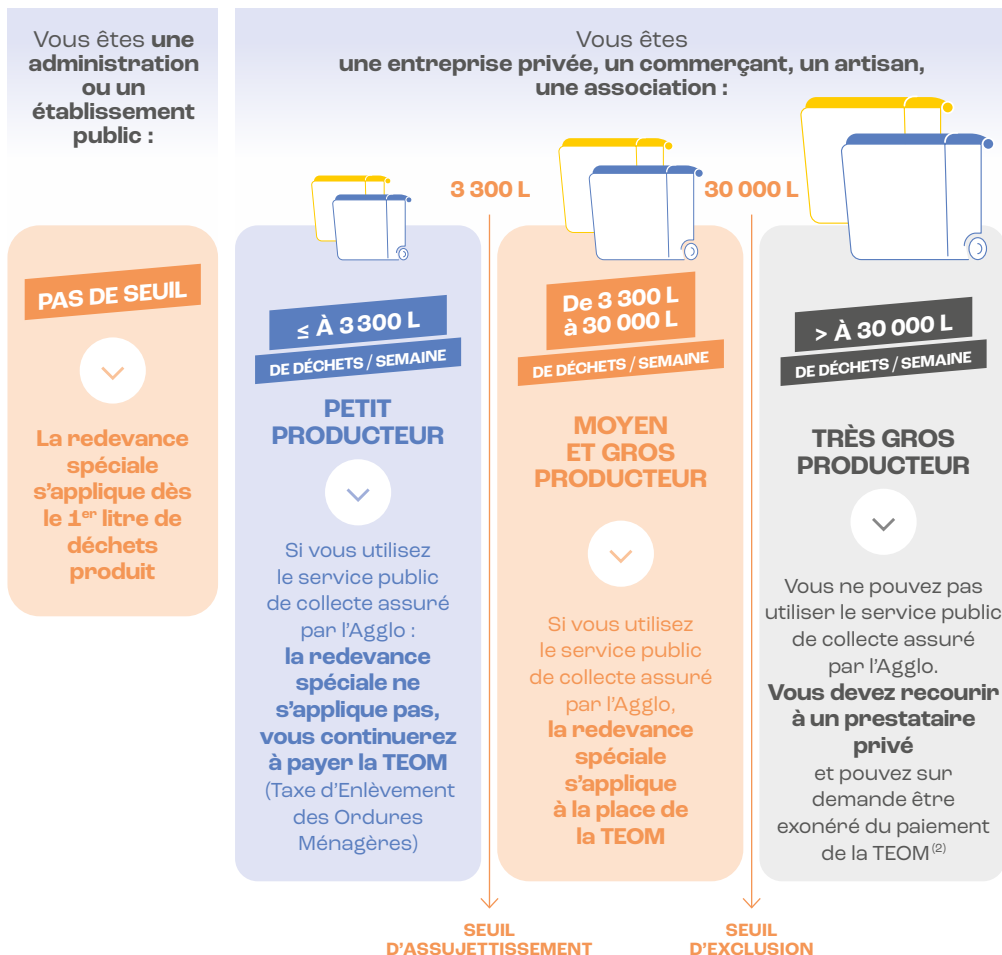 Vous êtes une
administration
ou un
établissement
public :
PAS DE SEUIL
La redevance
spéciale
s’applique dès
le 1er litre de
déchets
produit
Vous êtes
une entreprise privée, un commerçant, un artisan,
une association :
3 300 L
30 000 L
≤ À 3 300 L
DE DÉCHETS / SEMAINE
PETIT
PRODUCTEUR
Si vous utilisez
le service public
de collecte assuré
par l’Agglo :
la redevance
spéciale ne
s’applique pas,
vous continuerez
à payer la TEOM
(Taxe d’Enlèvement
des Ordures
Ménagères)
De 3 300 L
à 30 000 L
DE DÉCHETS / SEMAINE
MOYEN
ET GROS
PRODUCTEUR
Si vous utilisez
le service public
de collecte assuré
par l’Agglo,
la redevance
spéciale
s’applique
à la place de
la TEOM
> À 30 000 L
DE DÉCHETS / SEMAINE
TRÈS GROS
PRODUCTEUR
Vous ne pouvez pas
utiliser le service public
de collecte assuré
par l’Agglo.
Vous devez recourir
à un prestataire
privé
et pouvez sur
demande être
exonéré du paiement
de la TEOM (2)
SEUIL
D’ASSUJETTISSEMENT
SEUIL
D’EXCLUSION